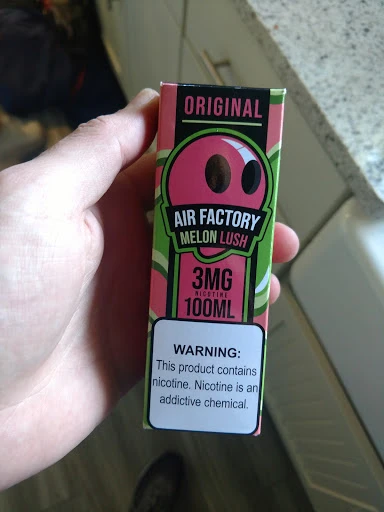 ORIGINAL
AIR FACTORY
MELON LUSH
3MG
NICOTINE
100ML
WARNING:
This product contains
nicotine. Nicotine is an
addictive chemical.